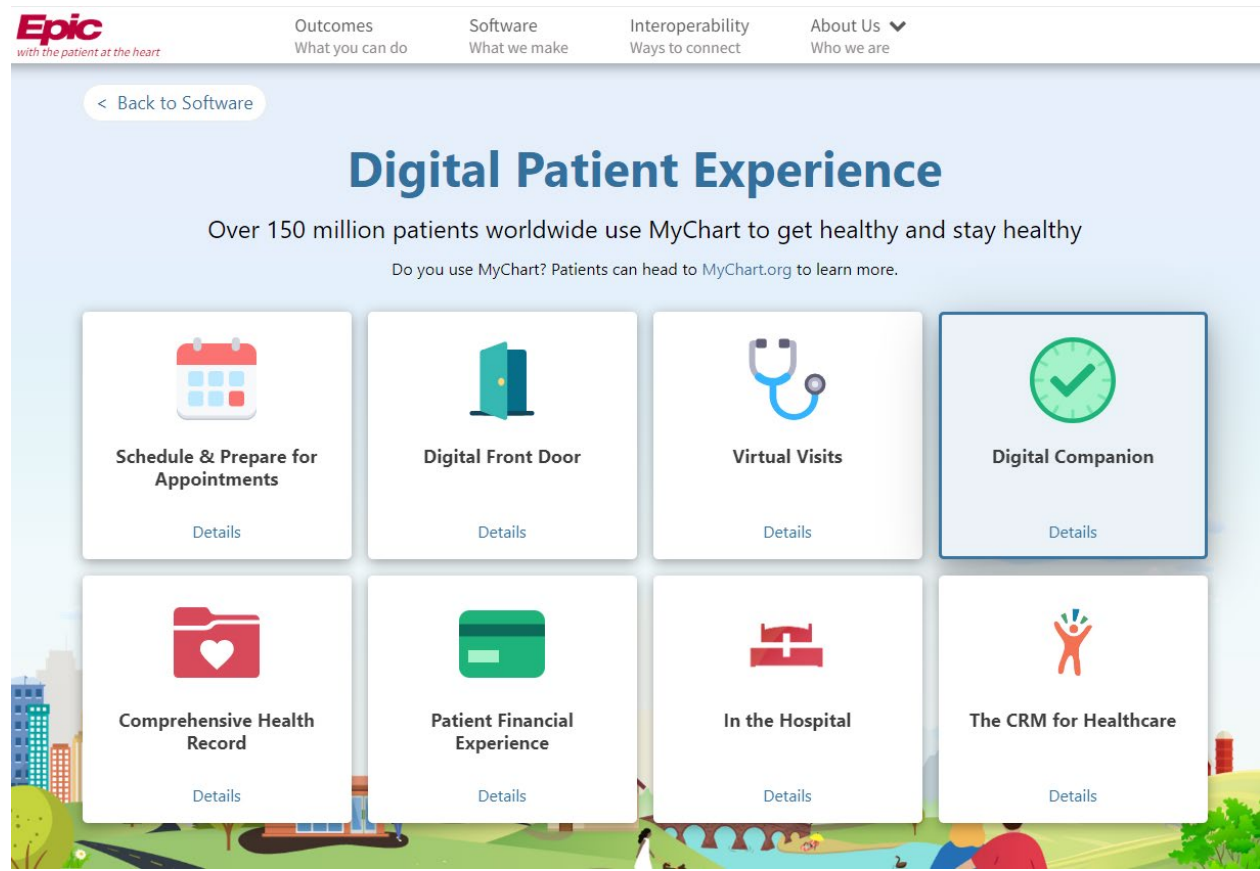 Epic
with the patient at the heart
Outcomes
What you can do
Software
What we make
Interoperability
Ways to connect
About Us
Who we are
< Back to Software
Digital Patient Experience
Over 150 million patients worldwide use MyChart to get healthy and stay healthy
Do you use MyChart? Patients can head to MyChart.org to learn more.
Schedule & Prepare for
Appointments
Details
Digital Front Door
Details
Virtual Visits
Details
Digital Companion
Details
Comprehensive Health
Record
Details
Patient Financial
Experience
Details
In the Hospital
Details
The CRM for Healthcare
Details